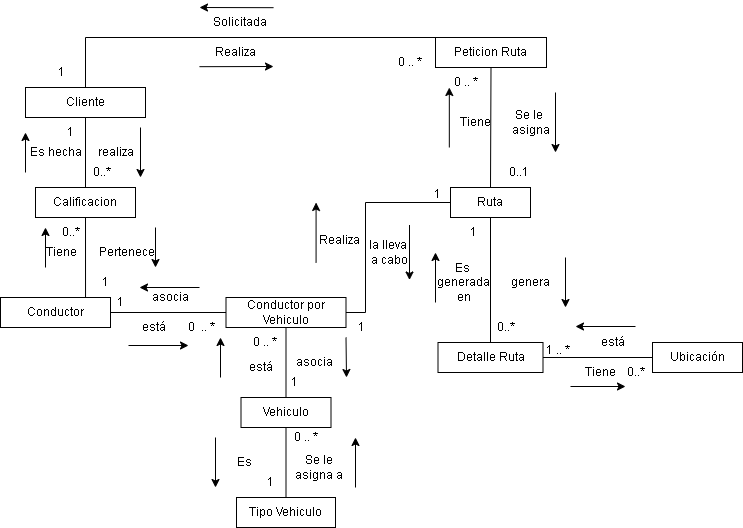 Solicitada
Realiza
Peticion Ruta
0 .. *
1
0 .. *
Cliente
Tiene
Se le
asigna
1
Es hecha
realiza
0..*
0..1
Calificacion
1
Ruta
0..*
1
Tiene
Pertenece
Realiza
la lleva
a cabo
Es
generada
en
genera
1
asocia
1
Conductor
Conductor por
Vehiculo
está
0 .. *
1
0..*
0 .. *
está
asocia
Detalle Ruta
1 .. *
está
Ubicación
Tiene
0..*
1
Vehiculo
0 .. *
Es
Se le
asigna a
1
Tipo Vehiculo